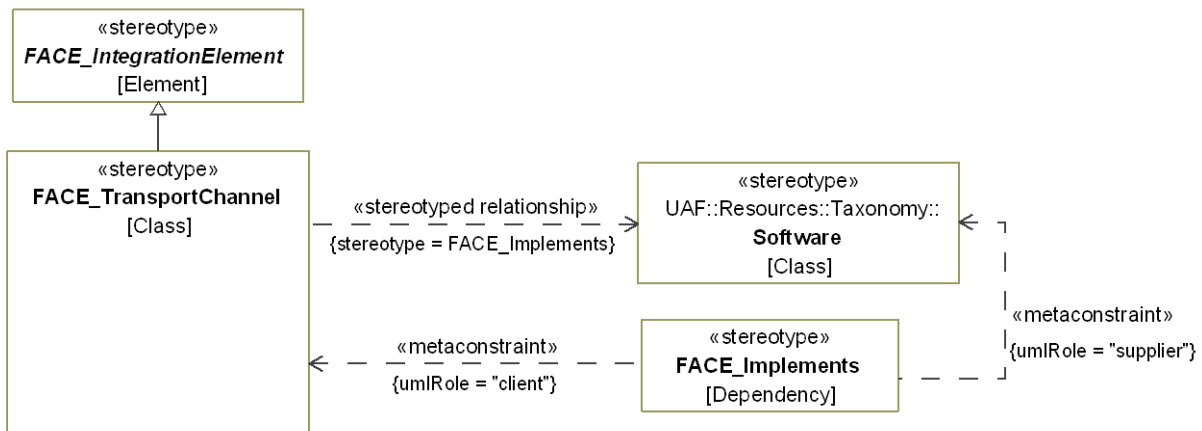 «stereotype»
FACE_IntegrationElement
[Element]
«stereotype»
FACE_TransportChannel
[Class]
«stereotyped relationship»
{stereotype = FACE_Implements}
«stereotype»
UAF::Resources::Taxonomy::
Software
[Class]
«metaconstraint»
{umlRole = "client"}
«stereotype»
FACE_Implements
[Dependency]
«metaconstraint»
{umlRole = "supplier"}